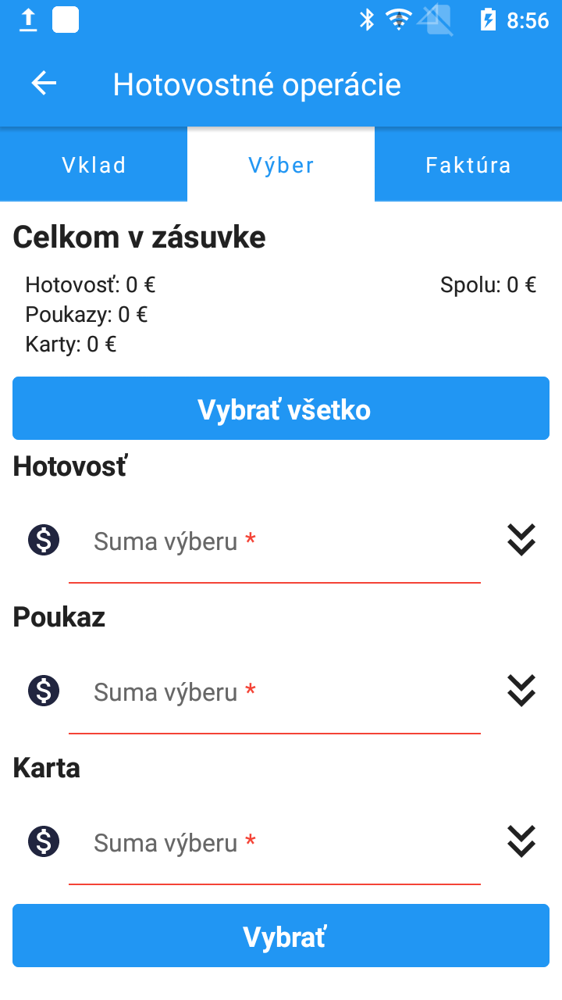 8:56
Hotovostné operácie
Vklad
Výber
Faktúra
Celkom v zásuvke
Hotovosť: 0 €
Spolu: 0 €
Poukazy: 0 €
Karty: 0 €
Vybrať všetko
Hotovosť
Suma výberu *
Poukaz
Suma výberu *
Karta
Suma výberu *
Vybrať